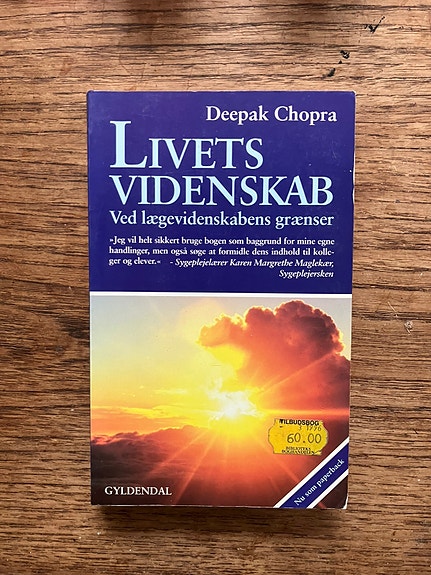 Deepak Chopra
LIVETS
VIDENSKAB
Ved lægevidenskabens grænser
»Jeg vil helt sikkert bruge bogen som baggrund for mine egne
handlinger, men også søge at formidle dens indhold til kolle-
ger og elever.« - Sygeplejelærer Karen Margrethe Maglekær,
Sygeplejersken
TILBUDSBOG
3 1996
60.00
GYLDENDAL
Nu som paperback